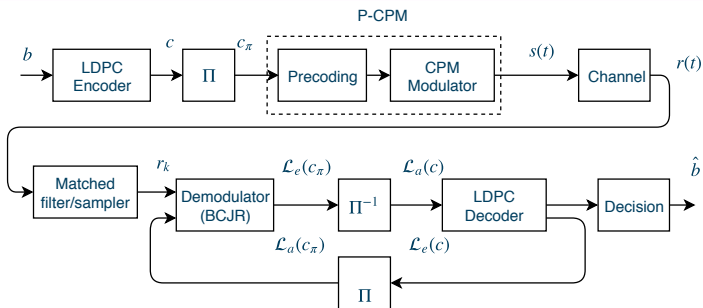 P-CPM
b
LDPC
Encoder
c
Π
c_π
Precoding
CPM
Modulator
s(t)
Channel
r(t)
Matched
filter/sampler
r_k
Demodulator
(BCJR)
ℒ_e(c_π)
Π⁻¹
ℒ_a(c)
LDPC
Decoder
Decision
b̂
ℒ_a(c_π)
ℒ_e(c)
Π